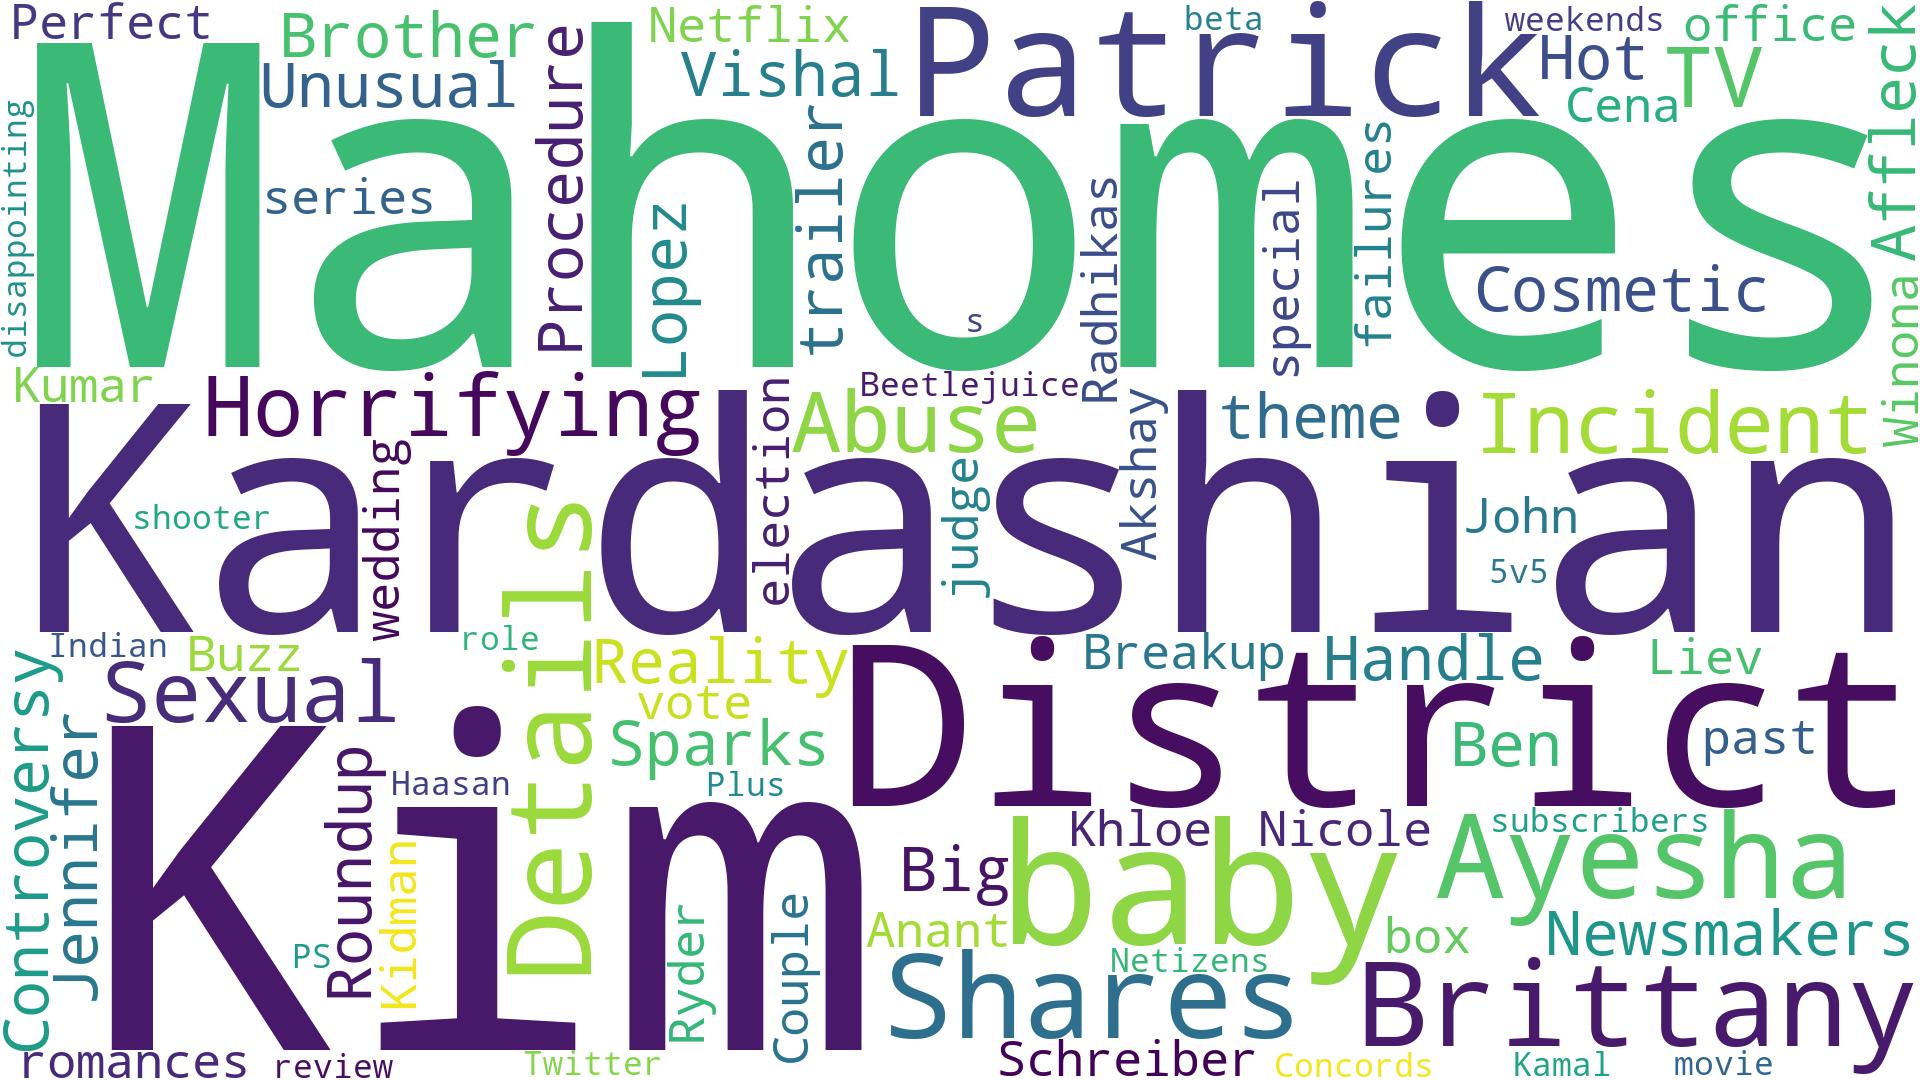 Perfect
Brother
Netflix
Patrick
beta
weekends
office
Unusual
Procedure
Vishal
Hot
TV
Cena
Affleck
disappointing
Mahomes
series
Lopez
trailer
s
Radhikas
special
failures
Cosmetic
Winona
Kumar
Horrifying
election
Beetlejuice
Abuse
judge
Akshay
theme
Incident
Kardashian
shooter
wedding
Details
John
5v5
Indian
Buzz
role
Reality
Breakup
Handle
Liev
Controversy
Jennifer
Sexual
vote
District
Sparks
Ben
past
Kim
Roundup
Haasan
Plus
Kidman
PS
Ryder
Couple
Khloe
Nicole
subscribers
Big
baby
Ayesha
Anant
box
Newsmakers
Netizens
Shares
Brittany
romances
review
Twitter
Schreiber
Concords
Kamal
movie